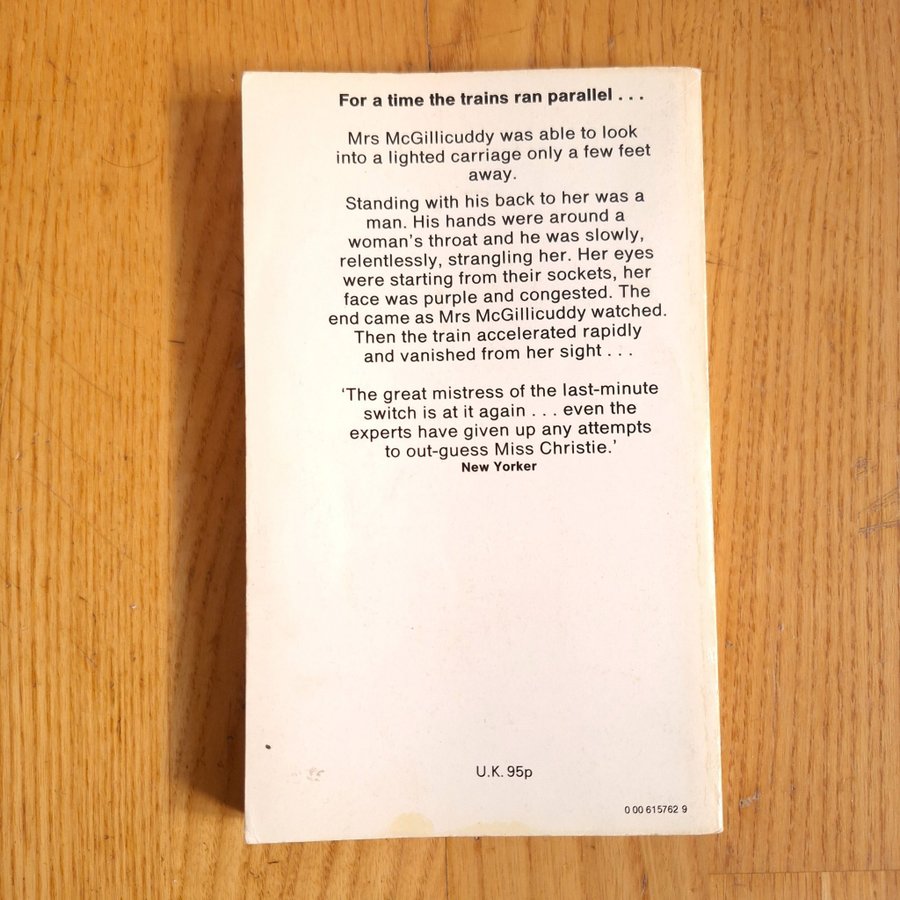 For a time the trains ran parallel . . .
Mrs McGillicuddy was able to look
into a lighted carriage only a few feet
away.
Standing with his back to her was a
man. His hands were around a
woman's throat and he was slowly,
relentlessly, strangling her. Her eyes
were starting from their sockets, her
face was purple and congested. The
end came as Mrs McGillicuddy watched.
Then the train accelerated rapidly
and vanished from her sight . . .
'The great mistress of the last-minute
switch is at it again . . . even the
experts have given up any attempts
to out-guess Miss Christie.'
New Yorker
U.K. 95p
0 00 615762 9